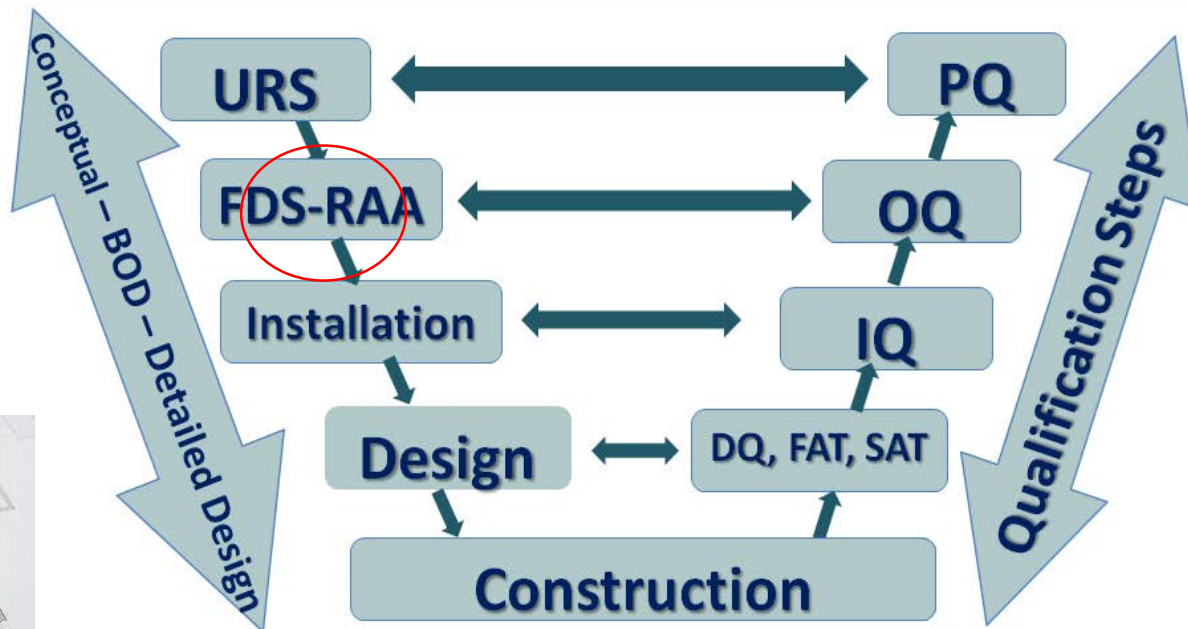 Conceptual – BOD – Detailed Design
URS
PQ
FDS-RAA
OQ
Installation
IQ
Design
DQ, FAT, SAT
Construction
Qualification Steps